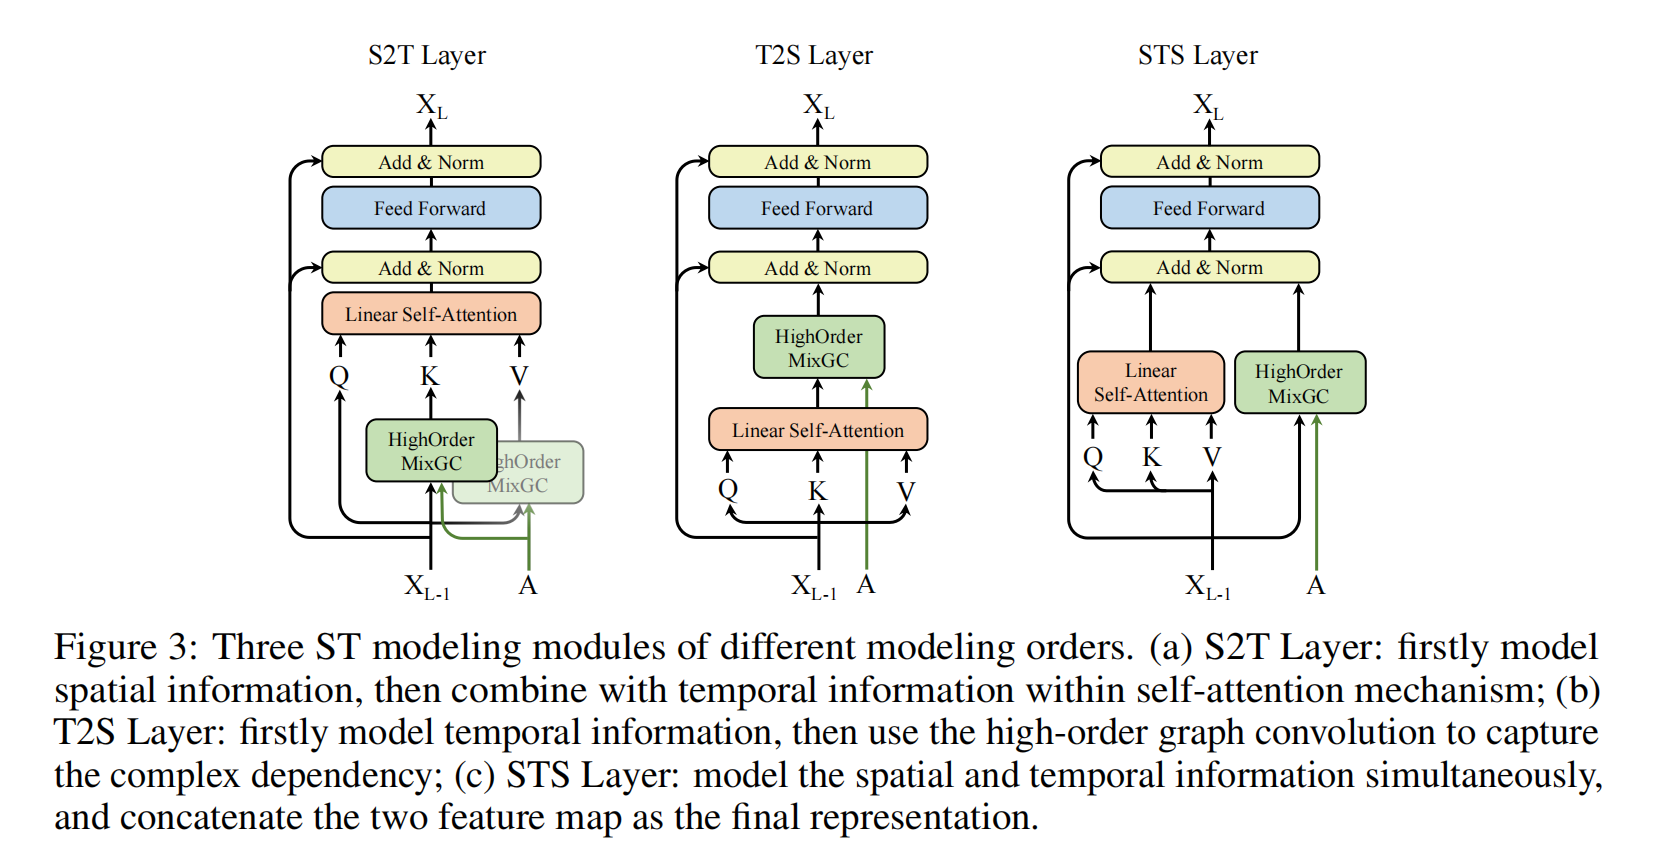 S2T Layer
X_L
Add & Norm
Feed Forward
Add & Norm
Linear Self-Attention
Q K V
HighOrder
MixGC
ghOrder
MixGC
X_L-1 A
T2S Layer
X_L
Add & Norm
Feed Forward
Add & Norm
HighOrder
MixGC
Linear Self-Attention
Q K V
X_L-1 A
STS Layer
X_L
Add & Norm
Feed Forward
Add & Norm
Linear
Self-Attention
HighOrder
MixGC
Q K V
X_L-1 A
Figure 3: Three ST modeling modules of different modeling orders. (a) S2T Layer: firstly model
spatial information, then combine with temporal information within self-attention mechanism; (b)
T2S Layer: firstly model temporal information, then use the high-order graph convolution to capture
the complex dependency; (c) STS Layer: model the spatial and temporal information simultaneously,
and concatenate the two feature map as the final representation.